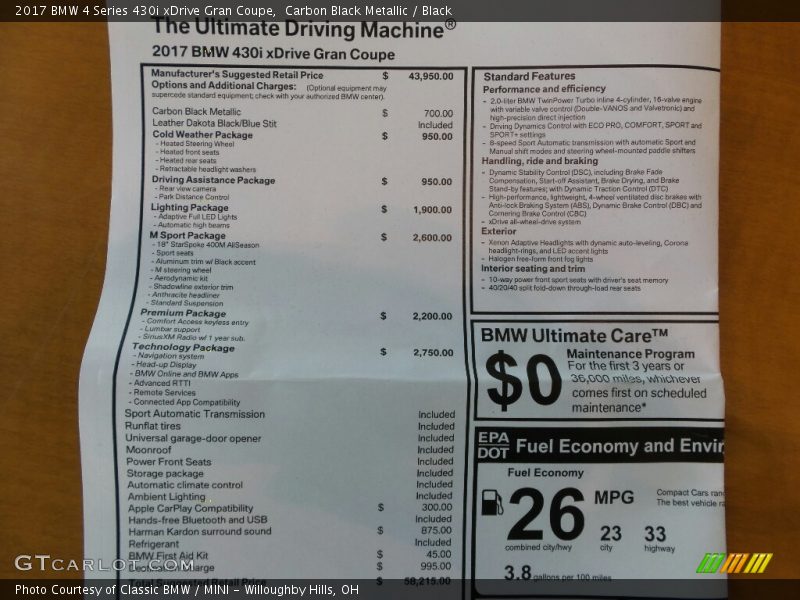 2017 BMW 4 Series 430i xDrive Gran Coupe,  Carbon Black Metallic / Black
The Ultimate Driving Machine®
2017 BMW 430i xDrive Gran Coupe
Manufacturer's Suggested Retail Price $ 43,950.00
Options and Additional Charges: (Optional equipment may
supercede standard equipment; check with your authorized BMW center).
Carbon Black Metallic $ 700.00
Leather Dakota Black/Blue Stit Included
Cold Weather Package $ 950.00
- Heated Steering Wheel
- Heated front seats
- Heated rear seats
- Retractable headlight washers
Driving Assistance Package $ 950.00
- Rear view camera
- Park Distance Control
Lighting Package $ 1,900.00
- Adaptive Full LED Lights
- Automatic high beams
M Sport Package $ 2,600.00
- 18" StarSpoke 400M AllSeason
- Sport seats
- Aluminum trim w/ Black accent
- M steering wheel
- Aerodynamic kit
- Shadowline exterior trim
- Anthracite headliner
- Standard Suspension
Premium Package $ 2,200.00
- Comfort Access keyless entry
- Lumbar support
- SiriusXM Radio w/ 1 year sub.
Technology Package $ 2,750.00
- Navigation system
- Head-up Display
- BMW Online and BMW Apps
- Advanced RTTI
- Remote Services
- Connected App Compatibility
Sport Automatic Transmission Included
Runflat tires Included
Universal garage-door opener Included
Moonroof Included
Power Front Seats Included
Storage package Included
Automatic climate control Included
Ambient Lighting Included
Apple CarPlay Compatibility $ 300.00
Hands-free Bluetooth and USB Included
Harman Kardon surround sound $ 875.00
Refrigerant Included
BMW First Aid Kit $ 45.00
$ 995.00
Total Suggested Retail Price $ 58,215.00
Standard Features
Performance and efficiency
- 2.0-liter BMW TwinPower Turbo inline 4-cylinder, 16-valve engine
with variable valve control (Double-VANOS and Valvetronic) and
high-precision direct injection
- Driving Dynamics Control with ECO PRO, COMFORT, SPORT and
SPORT+ settings
- 8-speed Sport Automatic transmission with automatic Sport and
Manual shift modes and steering wheel-mounted paddle shifters
Handling, ride and braking
- Dynamic Stability Control (DSC), including Brake Fade
Compensation, Start-off Assistant, Brake Drying, and Brake
Stand-by features; with Dynamic Traction Control (DTC)
- High-performance, lightweight, 4-wheel ventilated disc brakes with
Anti-lock Braking System (ABS), Dynamic Brake Control (DBC) and
Cornering Brake Control (CBC)
- xDrive all-wheel-drive system
Exterior
- Xenon Adaptive Headlights with dynamic auto-leveling, Corona
headlight-rings, and LED accent lights
- Halogen free-form front fog lights
Interior seating and trim
- 10-way power front sport seats with driver's seat memory
- 40/20/40 split fold-down through-load rear seats
BMW Ultimate Care™
$0 Maintenance Program
For the first 3 years or
36,000 miles, whichever
comes first on scheduled
maintenance*
EPA
DOT Fuel Economy and Envir
Fuel Economy
26 MPG
combined city/hwy
23 city
33 highway
Compact Cars ran
The best vehicle ra
3.8 gallons per 100 miles
GTcarlot.com
Photo Courtesy of Classic BMW / MINI - Willoughby Hills, OH